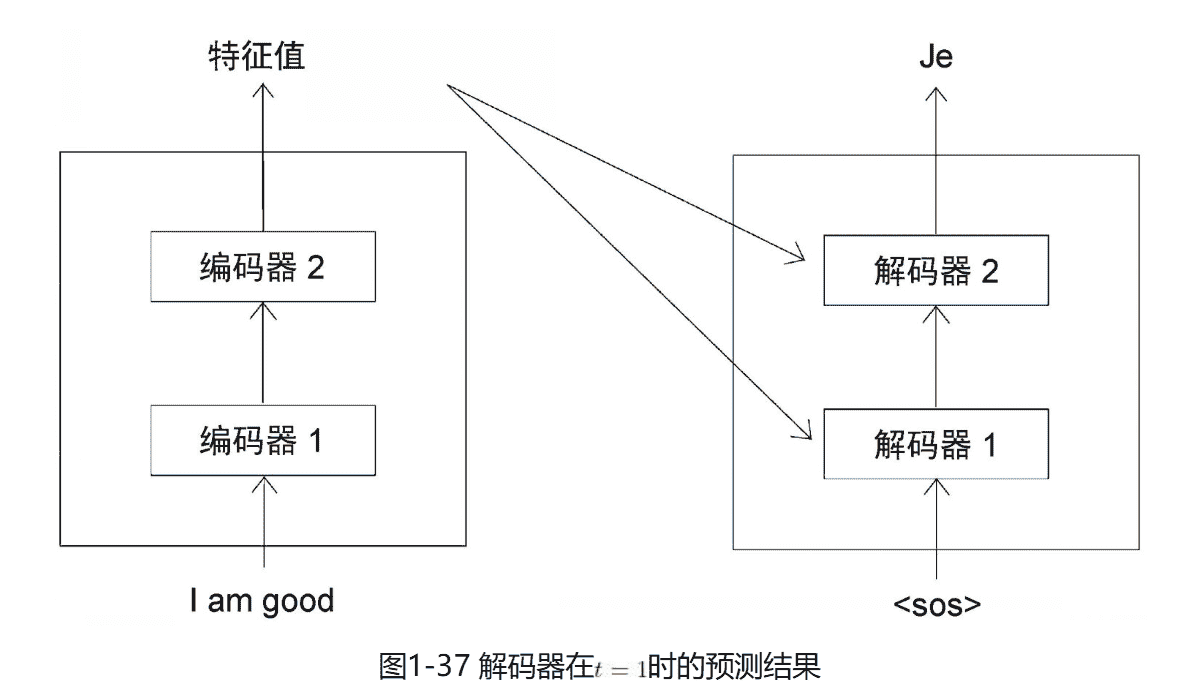 特征值
Je
编码器 2
解码器 2
编码器 1
解码器 1
I am good
<sos>
图1-37 解码器在t = 1时的预测结果